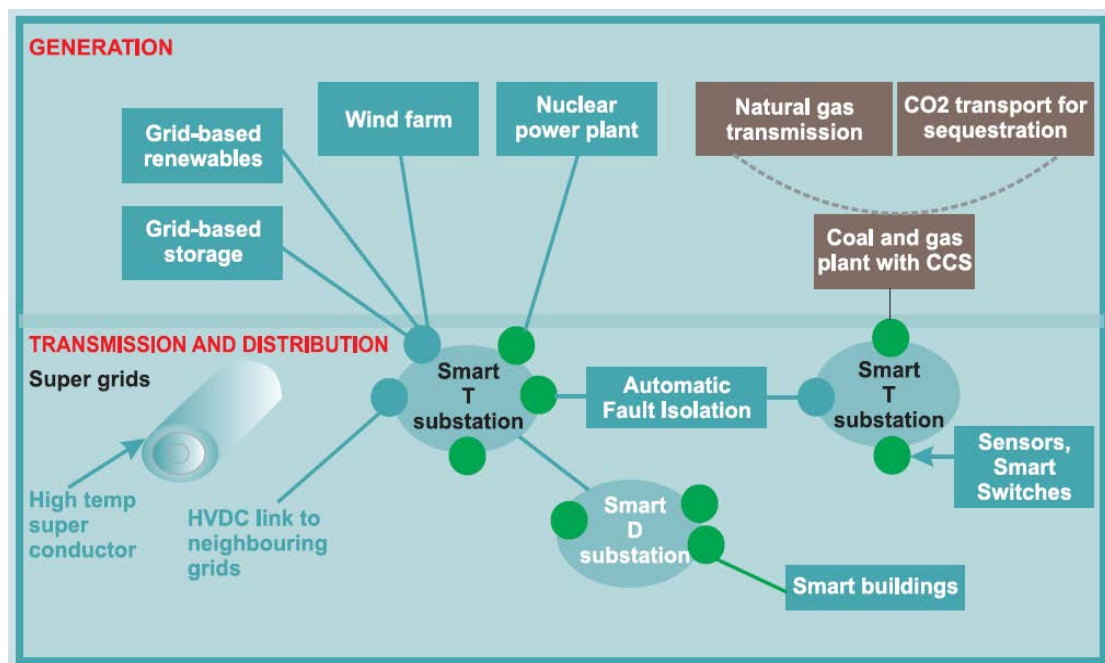 GENERATION
Grid-based
renewables
Wind farm
Nuclear
power plant
Natural gas
transmission
CO2 transport for
sequestration
Grid-based
storage
Coal and gas
plant with CCS
TRANSMISSION AND DISTRIBUTION
Super grids
Smart
T
substation
Automatic
Fault Isolation
Smart
T
substation
High temp
super
conductor
HVDC link to
neighbouring
grids
Smart
D
substation
Sensors,
Smart
Switches
Smart buildings